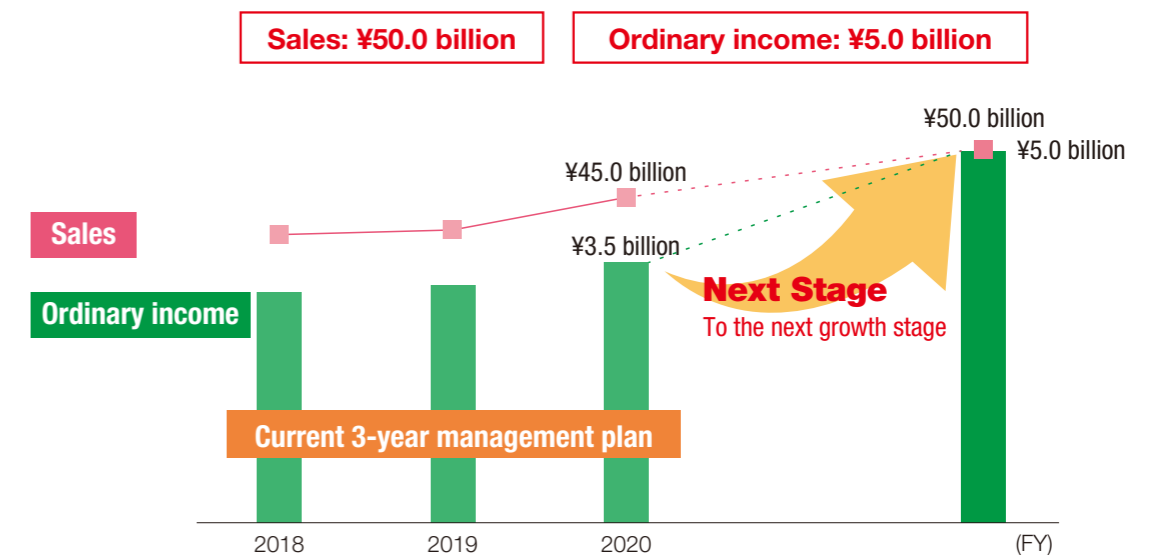 Sales: ¥50.0 billion
Ordinary income: ¥5.0 billion
¥50.0 billion
¥5.0 billion
¥45.0 billion
Sales
¥3.5 billion
Next Stage
Ordinary income
To the next growth stage
Current 3-year management plan
2018
2019
2020
(FY)